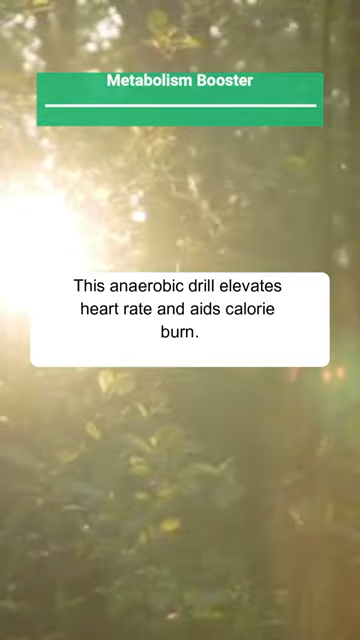 Metabolism Booster
This anaerobic drill elevates
heart rate and aids calorie
burn.